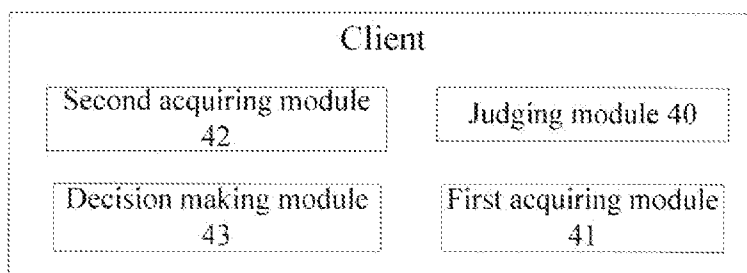 Client
Second acquiring module
42
Judging module 40
Decision making module
43
First acquiring module
41